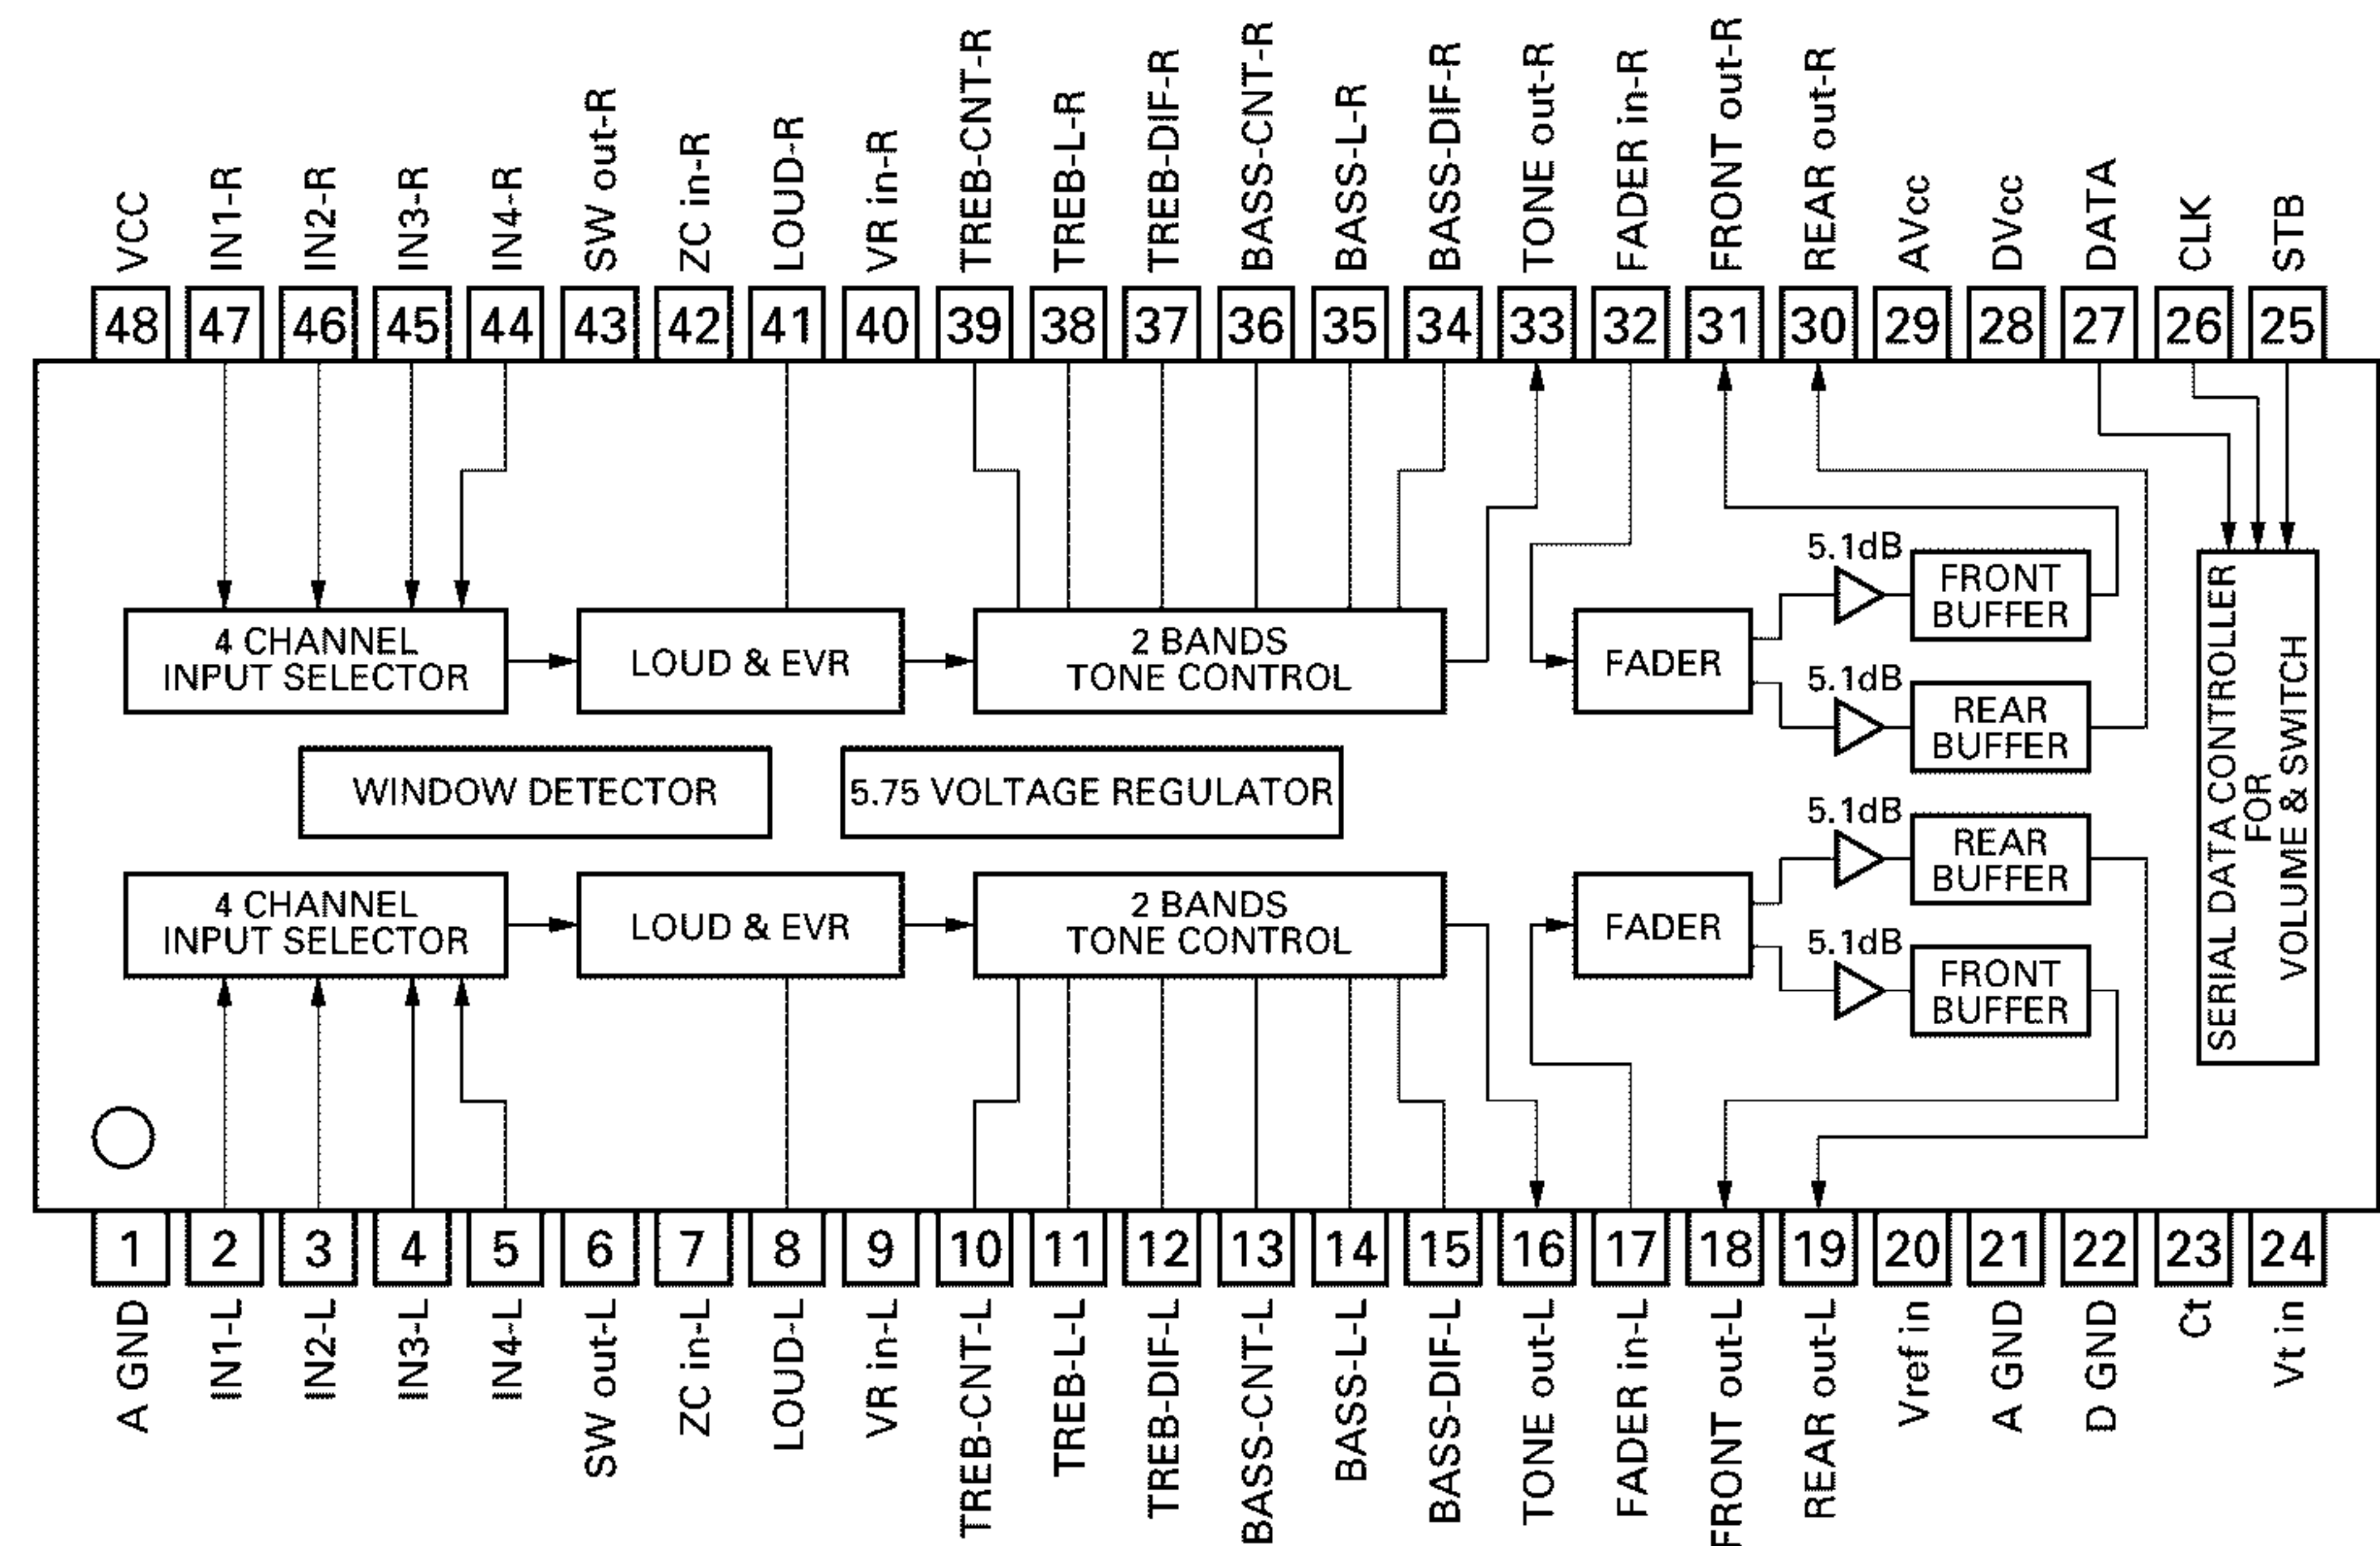 VCC
IN1-R
IN2-R
IN3-R
IN4-R
SW out-R
ZC in-R
LOUD-R
VR in-R
TREB-CNT-R
TREB-L-R
TREB-DIF-R
BASS-CNT-R
BASS-L-R
BASS-DIF-R
TONE out-R
FADER in-R
FRONT out-R
REAR out-R
AVcc
DVcc
DATA
CLK
STB
48 47 46 45 44 43 42 41 40 39 38 37 36 35 34 33 32 31 30 29 28 27 26 25
4 CHANNEL
INPUT SELECTOR
LOUD & EVR
2 BANDS
TONE CONTROL
FADER
5.1dB
FRONT
BUFFER
5.1dB
REAR
BUFFER
WINDOW DETECTOR
5.75 VOLTAGE REGULATOR
4 CHANNEL
INPUT SELECTOR
LOUD & EVR
2 BANDS
TONE CONTROL
FADER
5.1dB
REAR
BUFFER
5.1dB
FRONT
BUFFER
SERIAL DATA CONTROLLER
FOR
VOLUME & SWITCH
1 2 3 4 5 6 7 8 9 10 11 12 13 14 15 16 17 18 19 20 21 22 23 24
A GND
IN1-L
IN2-L
IN3-L
IN4-L
SW out-L
ZC in-L
LOUD-L
VR in-L
TREB-CNT-L
TREB-L-L
TREB-DIF-L
BASS-CNT-L
BASS-L-L
BASS-DIF-L
TONE out-L
FADER in-L
FRONT out-L
REAR out-L
Vref in
A GND
D GND
Ct
Vt in